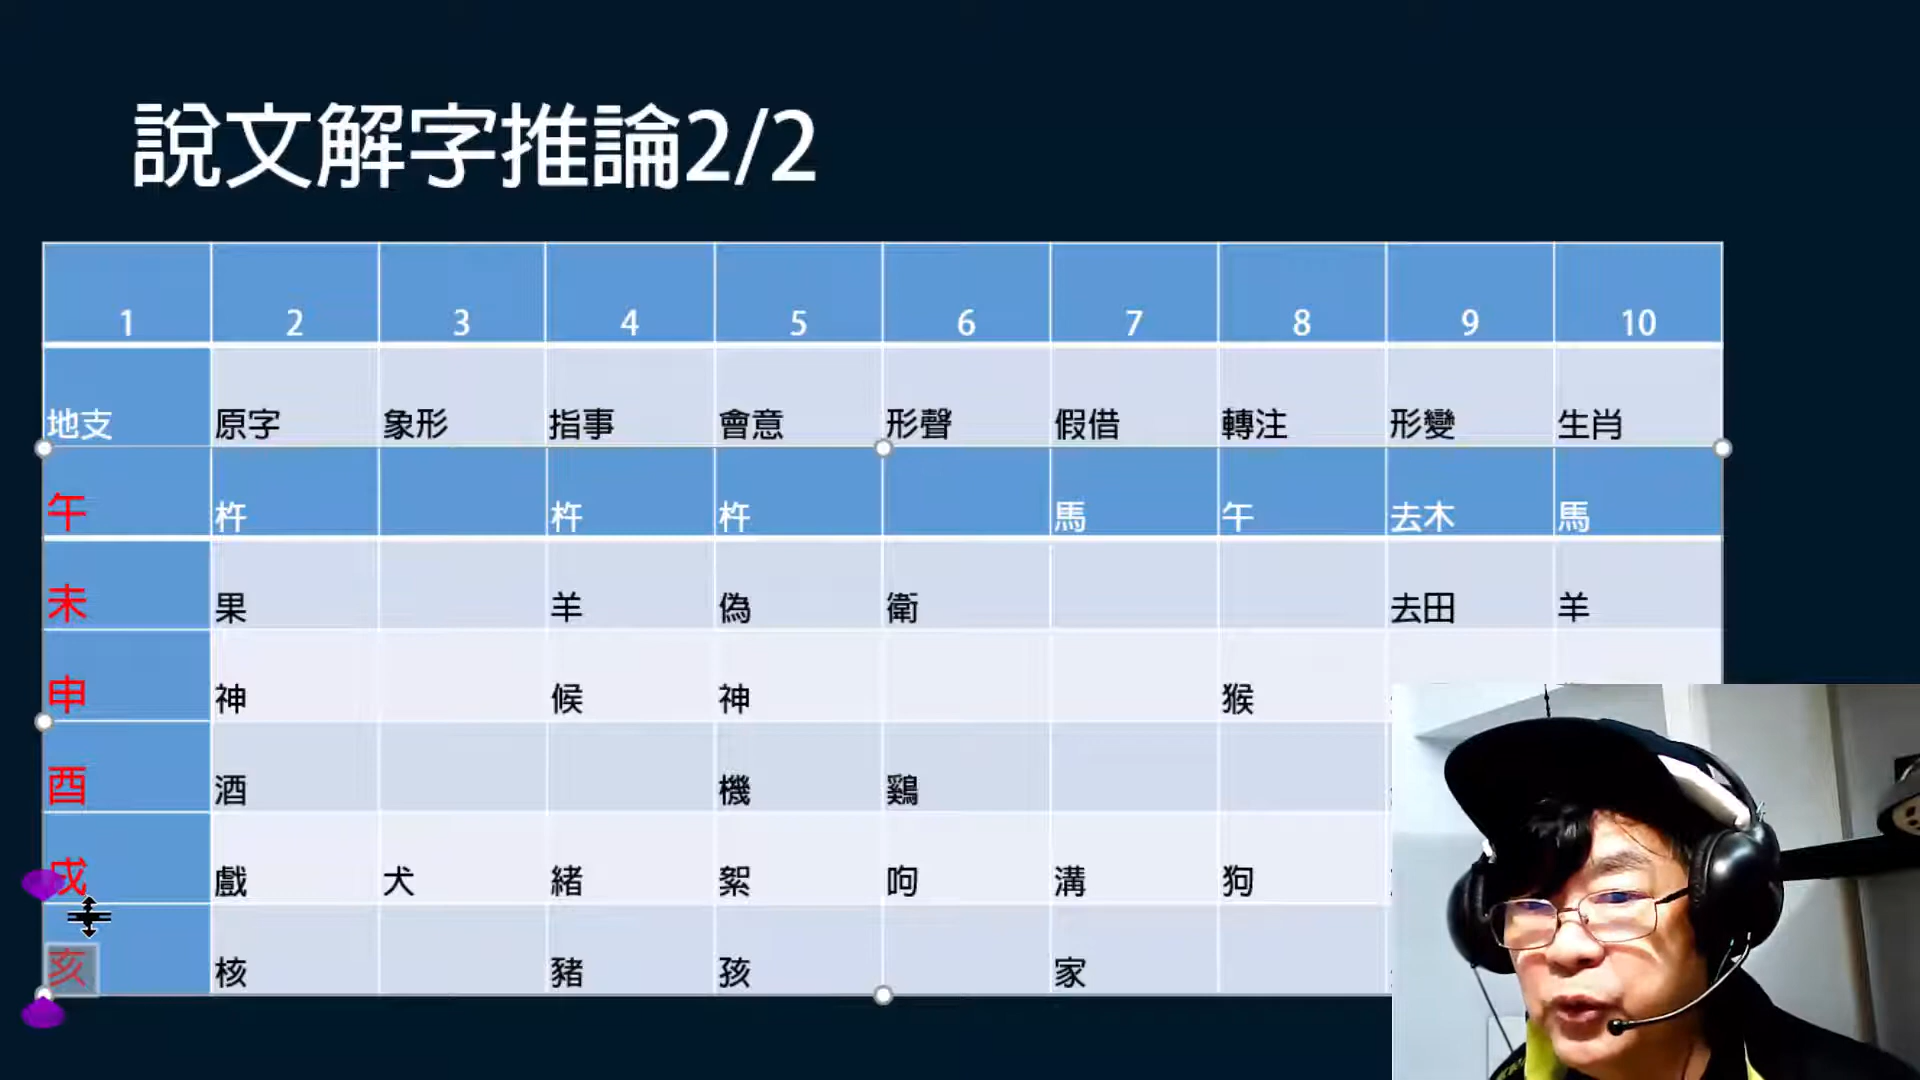 說文解字推論2/2
1 2 3 4 5 6 7 8 9 10
地支 原字 象形 指事 會意 形聲 假借 轉注 形變 生肖
午 杵 杵 杵 馬 午 去木 馬
未 果 羊 偽 衛 去田 羊
申 神 候 神 猴
酉 酒 機 鷄
戌 戲 犬 緒 絮 呴 溝 狗
亥 核 豬 孩 家